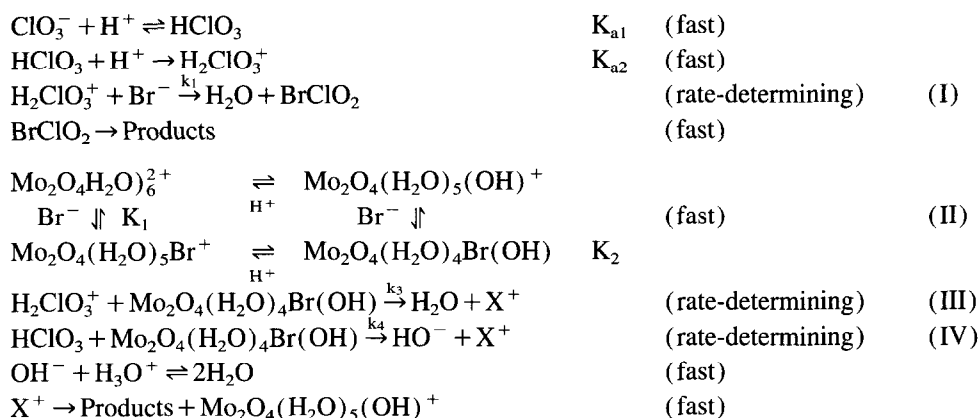 ClO₃⁻ + H⁺ ⇌ HClO₃ Kₐ₁ (fast)
HClO₃ + H⁺ → H₂ClO₃⁺ Kₐ₂ (fast)
H₂ClO₃⁺ + Br⁻ →(k₁) H₂O + BrClO₂ (rate-determining) (I)
BrClO₂ → Products (fast)
Mo₂O₄H₂O)₆²⁺ ⇌ Mo₂O₄(H₂O)₅(OH)⁺
H⁺
Br⁻ ⥮ K₁ Br⁻ ⥮ (fast) (II)
Mo₂O₄(H₂O)₅Br⁺ ⇌ Mo₂O₄(H₂O)₄Br(OH) K₂
H⁺
H₂ClO₃⁺ + Mo₂O₄(H₂O)₄Br(OH) →(k₃) H₂O + X⁺ (rate-determining) (III)
HClO₃ + Mo₂O₄(H₂O)₄Br(OH) →(k₄) HO⁻ + X⁺ (rate-determining) (IV)
OH⁻ + H₃O⁺ ⇌ 2H₂O (fast)
X⁺ → Products + Mo₂O₄(H₂O)₅(OH)⁺ (fast)